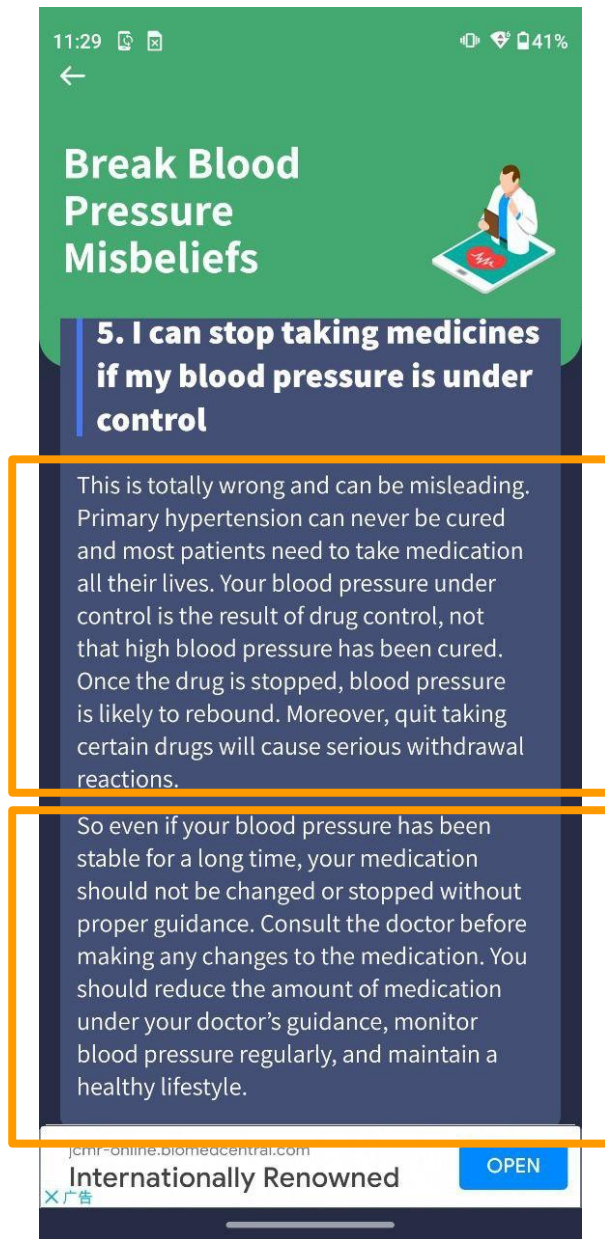 11:29
41%
Break Blood
Pressure
Misbeliefs
5. I can stop taking medicines
if my blood pressure is under
control
This is totally wrong and can be misleading.
Primary hypertension can never be cured
and most patients need to take medication
all their lives. Your blood pressure under
control is the result of drug control, not
that high blood pressure has been cured.
Once the drug is stopped, blood pressure
is likely to rebound. Moreover, quit taking
certain drugs will cause serious withdrawal
reactions.
So even if your blood pressure has been
stable for a long time, your medication
should not be changed or stopped without
proper guidance. Consult the doctor before
making any changes to the medication. You
should reduce the amount of medication
under your doctor’s guidance, monitor
blood pressure regularly, and maintain a
healthy lifestyle.
jcmr-online.biomedcentral.com
Internationally Renowned
OPEN
广告